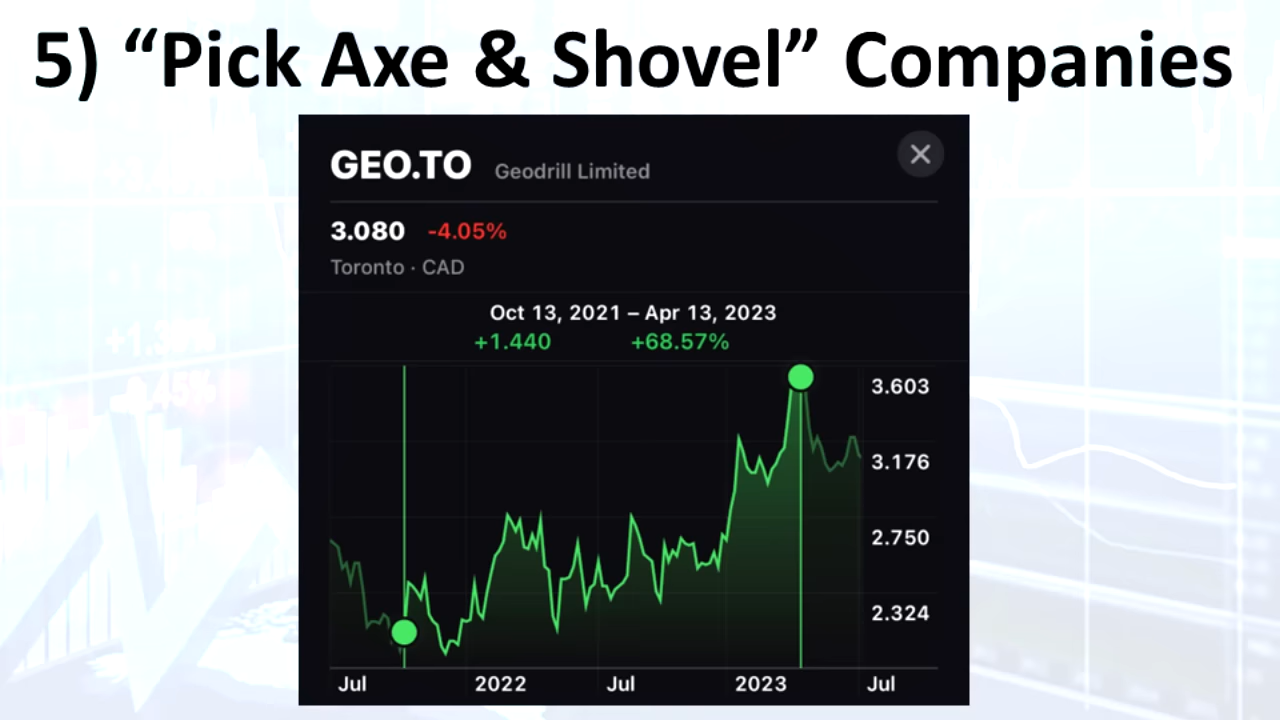 5) “Pick Axe & Shovel” Companies
GEO.TO Geodrill Limited
3.080 -4.05%
Toronto · CAD
Oct 13, 2021 – Apr 13, 2023
+1.440 +68.57%
3.603
3.176
2.750
2.324
Jul 2022 Jul 2023 Jul